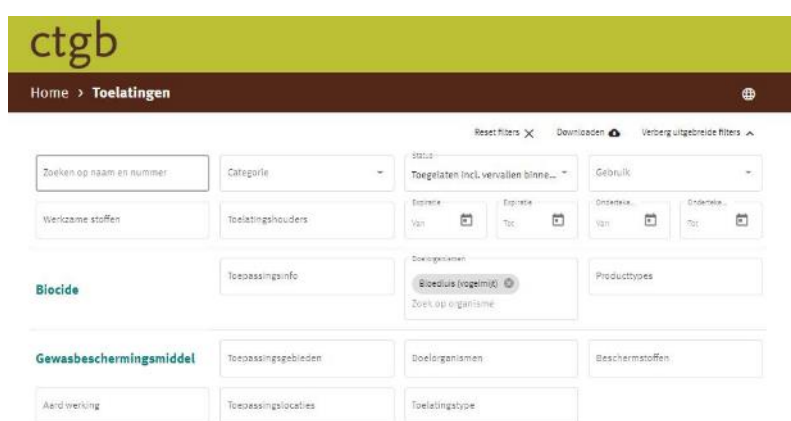 ctgb
Home > Toelatingen
Reset filters Downloaden Verberg uitgebreide filters
Zoeken op naam en nummer
Categorie
Status
Toegelaten incl. vervallen binne...
Gebruik
Werkzame stoffen
Toelatingshouders
Expiratie
Van
Expiratie
Tot
Onderteke...
Van
Onderteke...
Tot
Biocide
Toepassingsinfo
Doelorganismen
Bloedluis (vogelmijt)
Zoek op organisme
Producttypes
Gewasbeschermingsmiddel
Toepassingsgebieden
Doelorganismen
Beschermstoffen
Aard werking
Toepassingslocaties
Toelatingstype